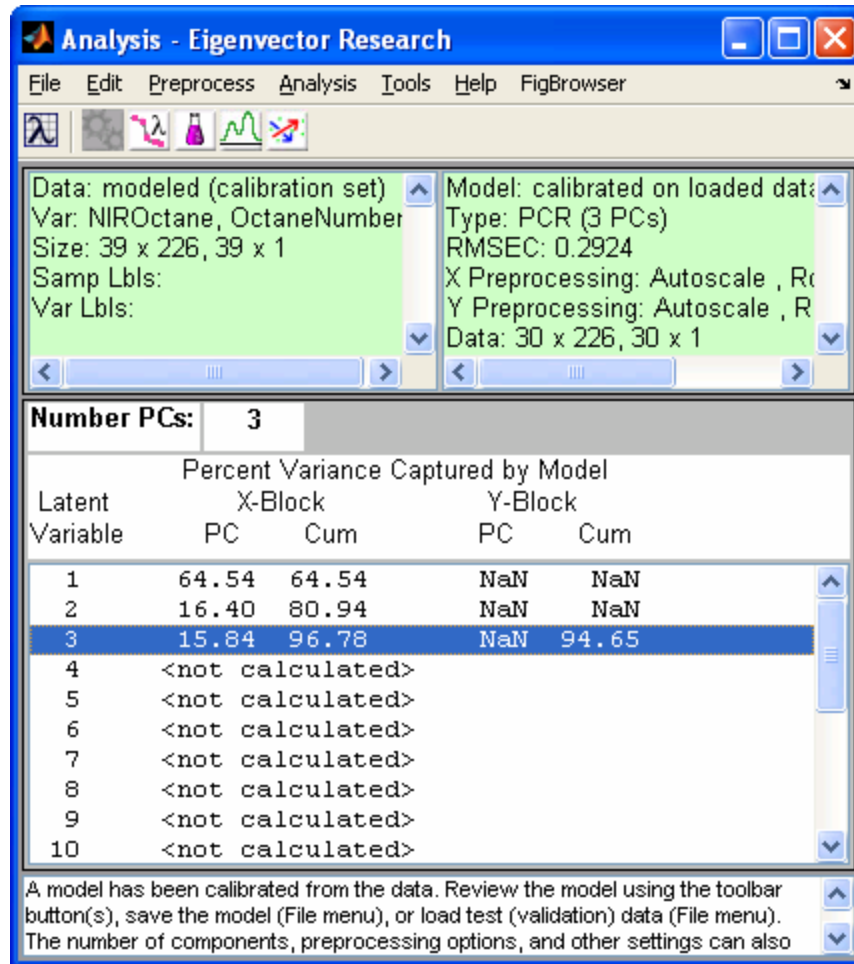 Analysis - Eigenvector Research
File Edit Preprocess Analysis Tools Help FigBrowser
Data: modeled (calibration set)
Var: NIROctane, OctaneNumber
Size: 39 x 226, 39 x 1
Samp Lbls:
Var Lbls:
Model: calibrated on loaded data
Type: PCR (3 PCs)
RMSEC: 0.2924
X Preprocessing: Autoscale , Ro
Y Preprocessing: Autoscale , R
Data: 30 x 226, 30 x 1
Number PCs: 3
Percent Variance Captured by Model
Latent X-Block Y-Block
Variable PC Cum PC Cum
1 64.54 64.54 NaN NaN
2 16.40 80.94 NaN NaN
3 15.84 96.78 NaN 94.65
4 <not calculated>
5 <not calculated>
6 <not calculated>
7 <not calculated>
8 <not calculated>
9 <not calculated>
10 <not calculated>
A model has been calibrated from the data. Review the model using the toolbar
button(s), save the model (File menu), or load test (validation) data (File menu).
The number of components, preprocessing options, and other settings can also